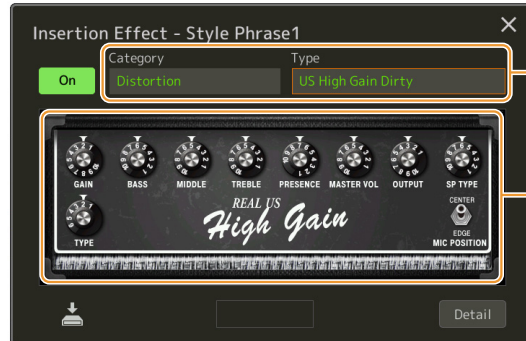 Insertion Effect - Style Phrase1
Category
Type
On
Distortion
US High Gain Dirty
GAIN
BASS
MIDDLE
TREBLE
PRESENCE
MASTER VOL
OUTPUT
SP TYPE
REAL US
High Gain
TYPE
CENTER
EDGE
MIC POSITION
Detail